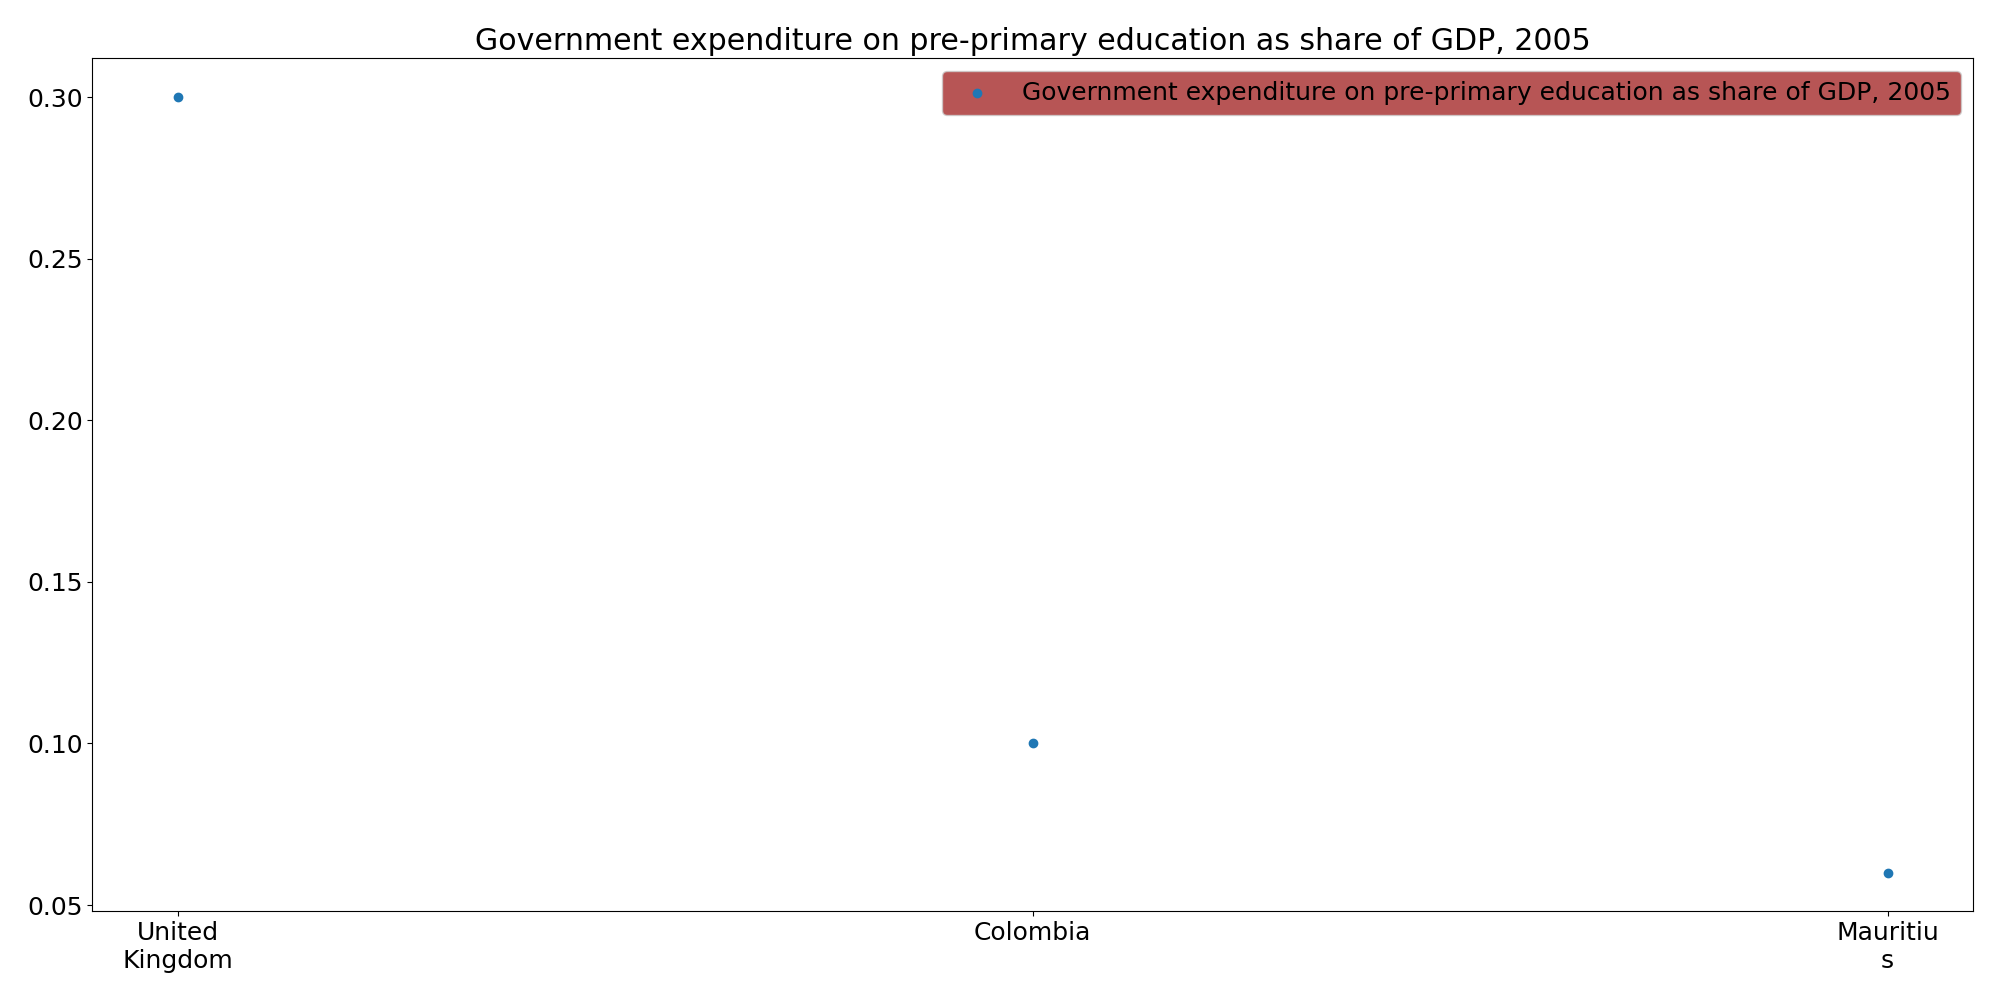 Government expenditure on pre-primary education as share of GDP, 2005
Government expenditure on pre-primary education as share of GDP, 2005
0.30
0.25
0.20
0.15
0.10
0.05
United
Kingdom
Colombia
Mauritiu
s